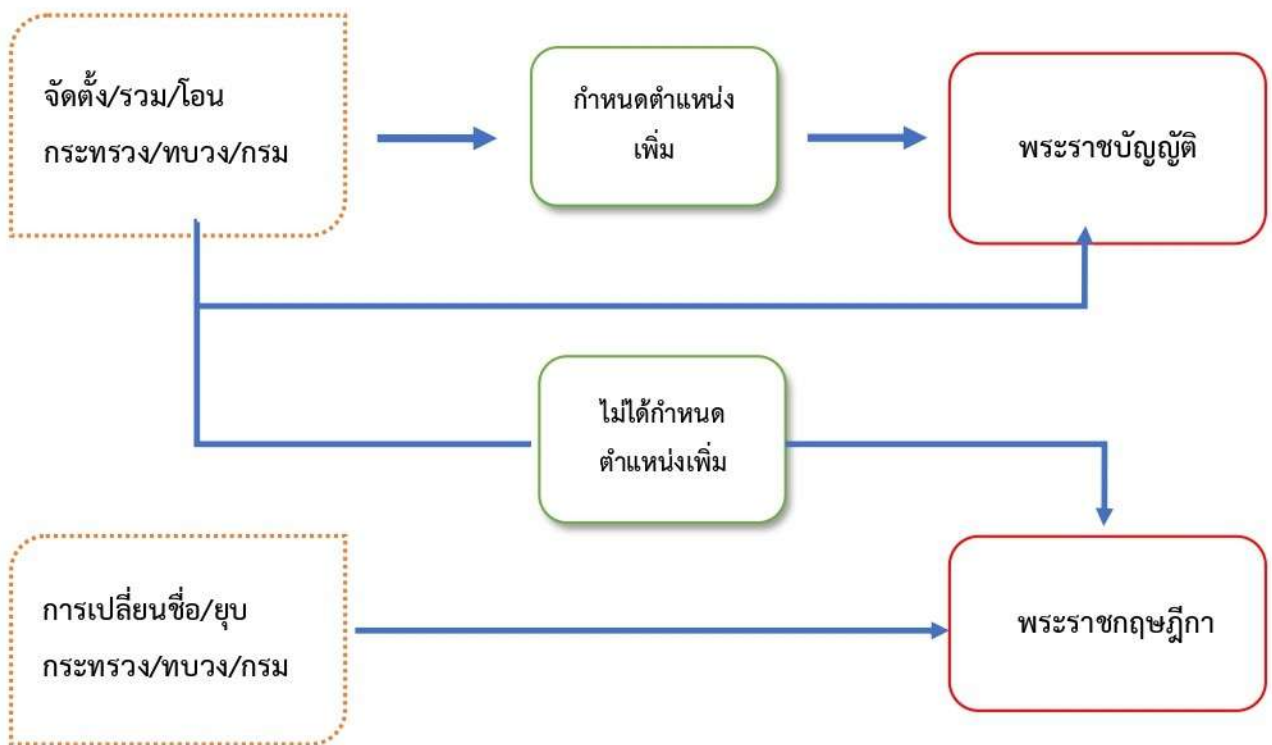 จัดตั้ง/รวม/โอน
กระทรวง/ทบวง/กรม
กำหนดตำแหน่ง
เพิ่ม
พระราชบัญญัติ
ไม่ได้กำหนด
ตำแหน่งเพิ่ม
การเปลี่ยนชื่อ/ยุบ
กระทรวง/ทบวง/กรม
พระราชกฤษฎีกา